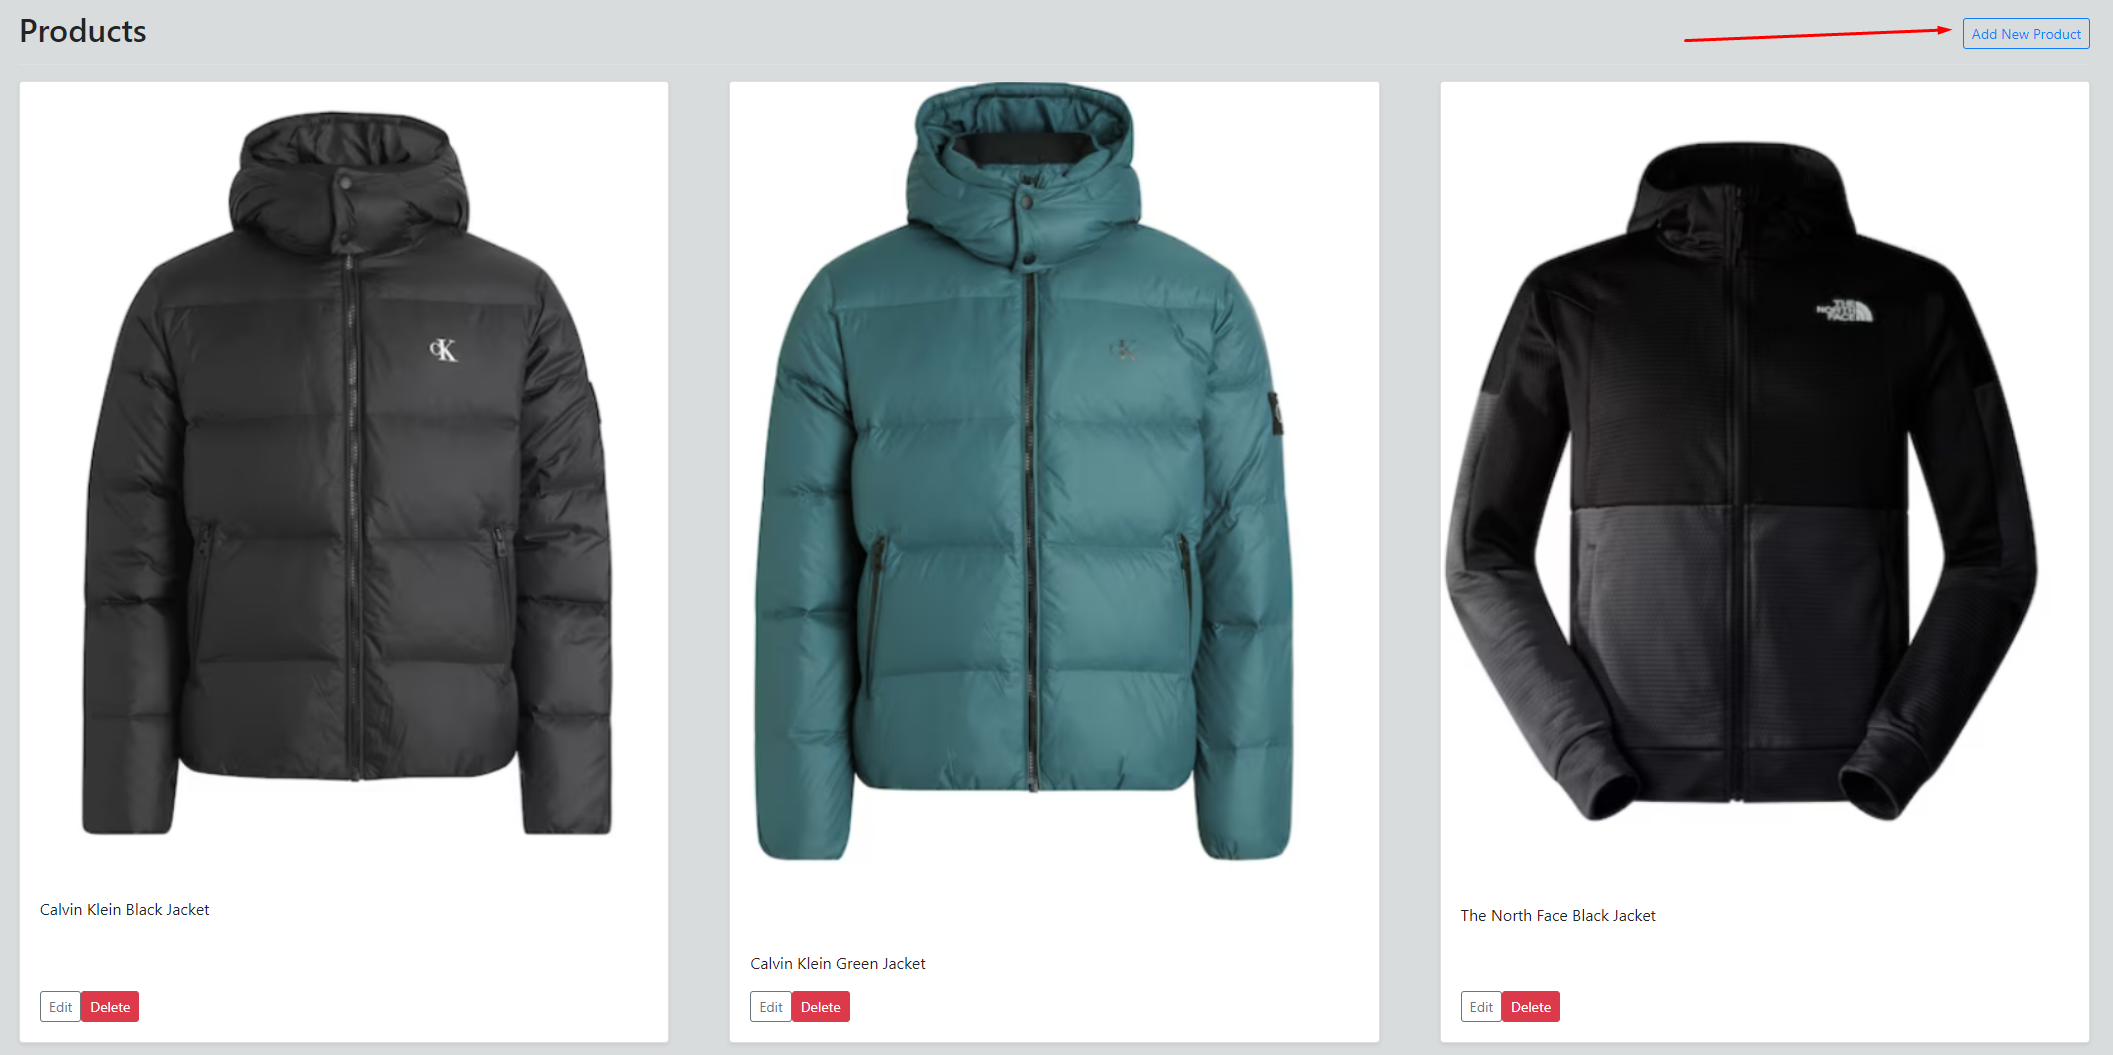 Products
Add New Product
cK
cK
THE
NORTH
FACE
Calvin Klein Black Jacket
Calvin Klein Green Jacket
The North Face Black Jacket
Edit Delete
Edit Delete
Edit Delete